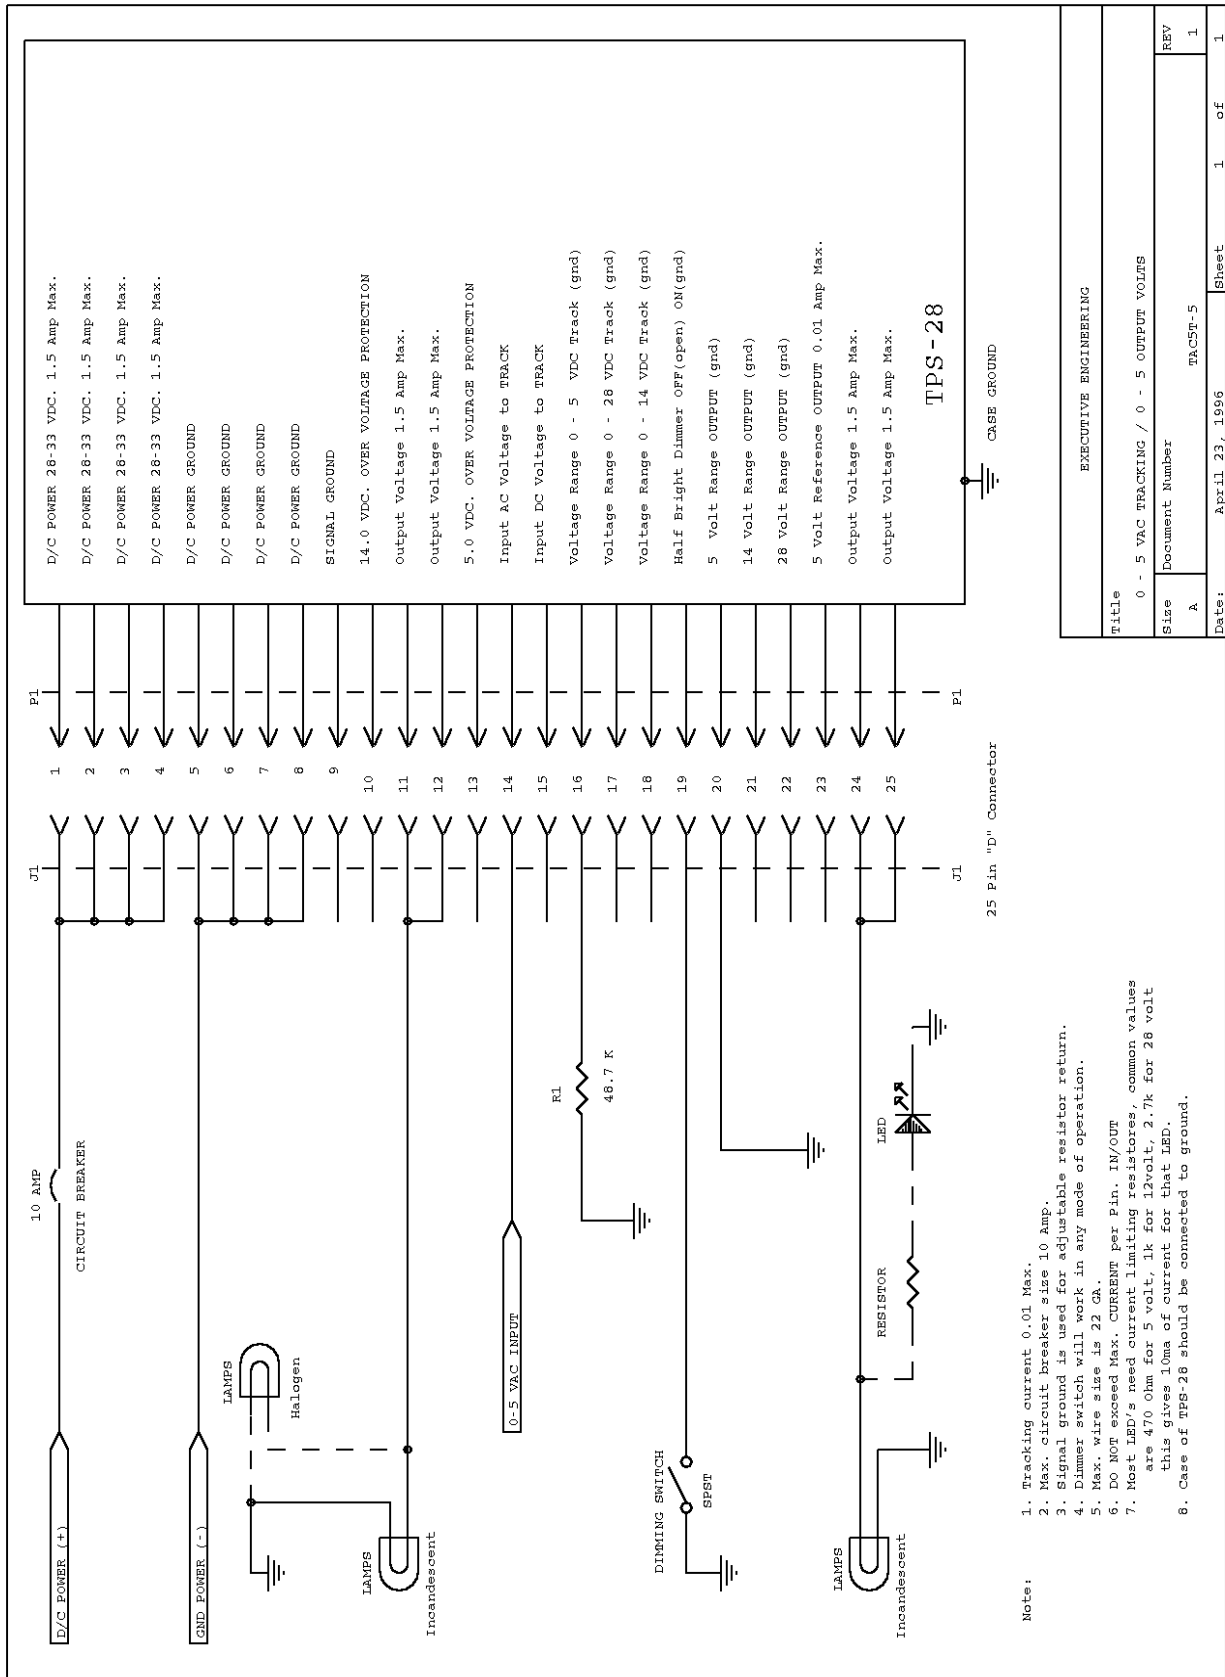 D/C POWER (+)
10 AMP
CIRCUIT BREAKER
GND POWER (-)
LAMPS
Halogen
LAMPS
Incandescent
0-5 VAC INPUT
R1
48.7 K
DIMMING SWITCH
SPST
LAMPS
Incandescent
RESISTOR
LED
J1
P1
1
2
3
4
5
6
7
8
9
10
11
12
13
14
15
16
17
18
19
20
21
22
23
24
25
J1
P1
25 Pin "D" Connector
D/C POWER 28-33 VDC. 1.5 Amp Max.
D/C POWER 28-33 VDC. 1.5 Amp Max.
D/C POWER 28-33 VDC. 1.5 Amp Max.
D/C POWER 28-33 VDC. 1.5 Amp Max.
D/C POWER GROUND
D/C POWER GROUND
D/C POWER GROUND
D/C POWER GROUND
SIGNAL GROUND
14.0 VDC. OVER VOLTAGE PROTECTION
Output Voltage 1.5 Amp Max.
Output Voltage 1.5 Amp Max.
5.0 VDC. OVER VOLTAGE PROTECTION
Input AC Voltage to TRACK
Input DC Voltage to TRACK
Voltage Range 0 - 5 VDC Track (gnd)
Voltage Range 0 - 28 VDC Track (gnd)
Voltage Range 0 - 14 VDC Track (gnd)
Half Bright Dimmer OFF(open) ON(gnd)
5 Volt Range OUTPUT (gnd)
14 Volt Range OUTPUT (gnd)
28 Volt Range OUTPUT (gnd)
5 Volt Reference OUTPUT 0.01 Amp Max.
Output Voltage 1.5 Amp Max.
Output Voltage 1.5 Amp Max.
TPS-28
CASE GROUND
Note:
1. Tracking current 0.01 Max.
2. Max. circuit breaker size 10 Amp.
3. Signal ground is used for adjustable resistor return.
4. Dimmer switch will work in any mode of operation.
5. Max. wire size is 22 GA.
6. DO NOT exceed Max. CURRENT per Pin. IN/OUT
7. Most LED's need current limiting resistores, common values
are 470 Ohm for 5 volt, 1k for 12volt, 2.7k for 28 volt
this gives 10ma of current for that LED.
8. Case of TPS-28 should be connected to ground.
EXECUTIVE ENGINEERING
Title
0 - 5 VAC TRACKING / 0 - 5 OUTPUT VOLTS
Size Document Number REV
A TAC5T-5 1
Date: April 23, 1996 Sheet 1 of 1